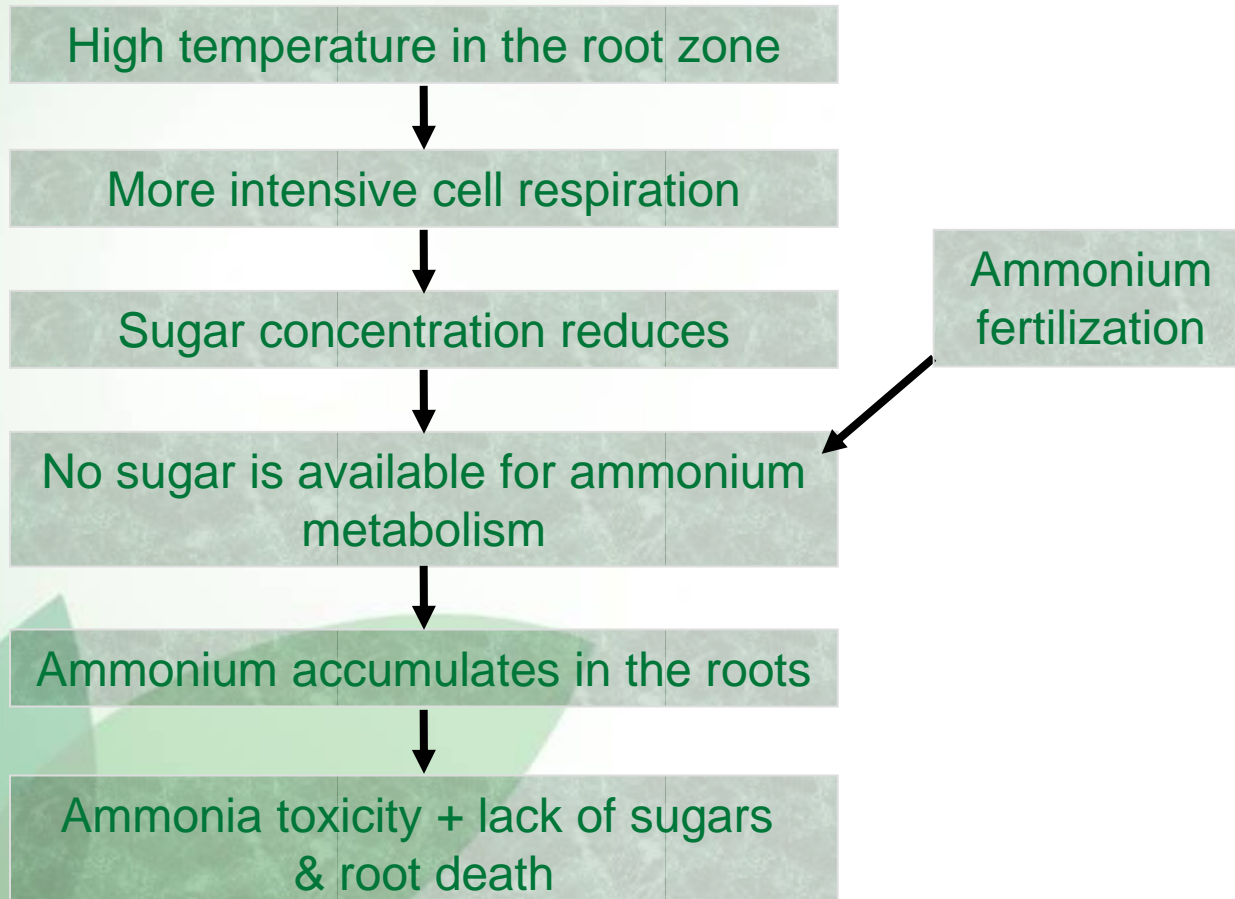 High temperature in the root zone
More intensive cell respiration
Sugar concentration reduces
Ammonium
fertilization
No sugar is available for ammonium
metabolism
Ammonium accumulates in the roots
Ammonia toxicity + lack of sugars
& root death